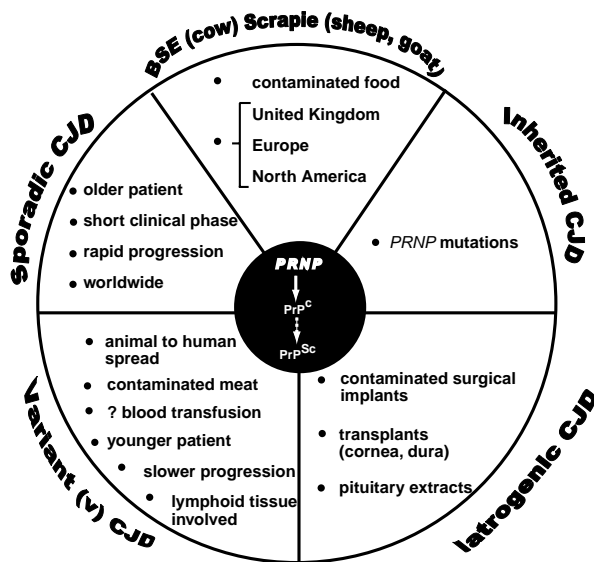 BSE (cow) Scrapie (sheep, goat)
contaminated food
United Kingdom
Europe
North America
Inherited CJD
PRNP mutations
Sporadic CJD
older patient
short clinical phase
rapid progression
worldwide
PRNP
PrPᶜ
PrPˢᶜ
Variant (v) CJD
animal to human
spread
contaminated meat
? blood transfusion
younger patient
slower progression
lymphoid tissue
involved
Iatrogenic CJD
contaminated surgical
implants
transplants
(cornea, dura)
pituitary extracts